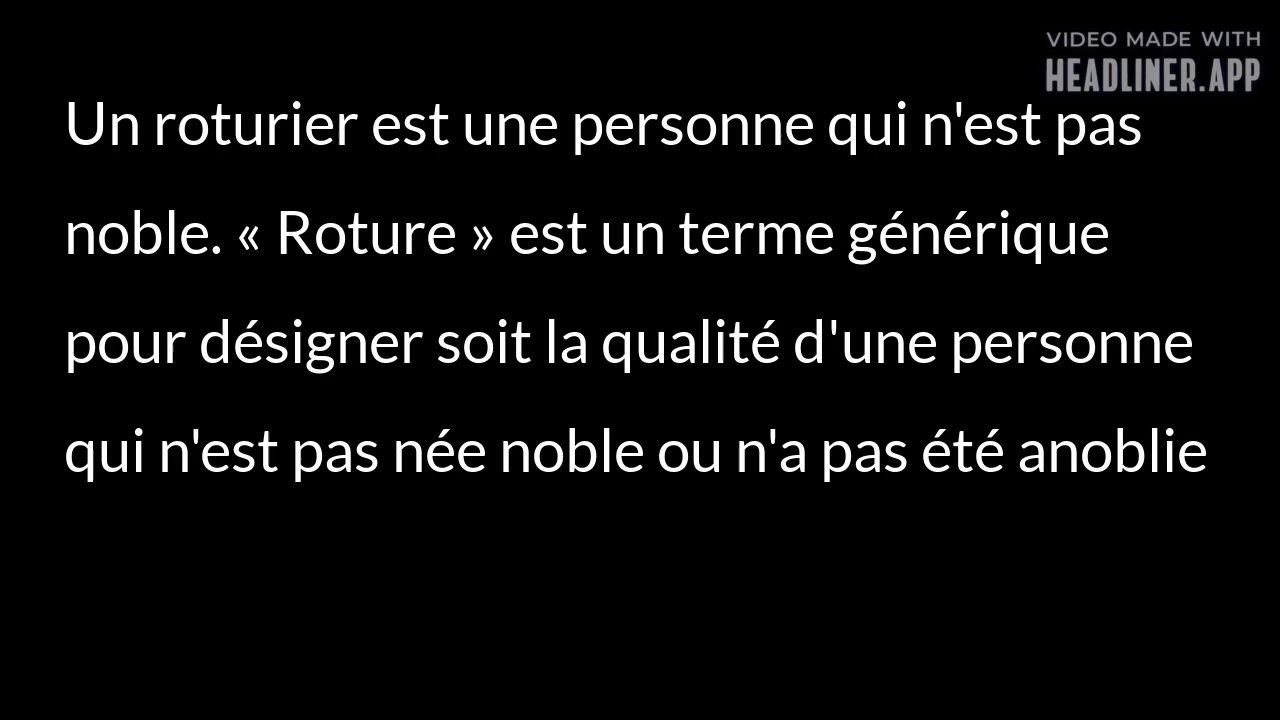 VIDEO MADE WITH
HEADLINER.APP
Un roturier est une personne qui n'est pas
noble. « Roture » est un terme générique
pour désigner soit la qualité d'une personne
qui n'est pas née noble ou n'a pas été anoblie